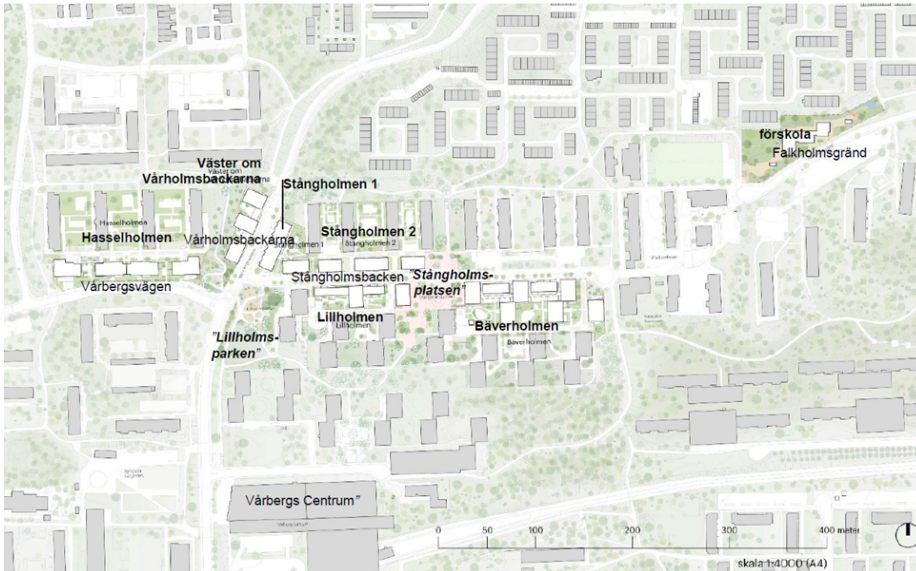 förskola
Falkholmsgränd
Väster om
Vårholmsbackarna
Väster om
Stångholmen 1
Hasselholmen
Hasselholmen
Vårholmsbackarna
Stångholmen 1
Stångholmen 2
Stångholmen 2
Stångholmsbacken
"Stångholms-
platsen"
Vårbergsvägen
Lillholmen
Lillholmen
Bäverholmen
Bäverholmen
"Lillholms-
parken"
Vårbergs Centrum"
0 50 100 200 300 400 meter
skala 1:4000 (A4)